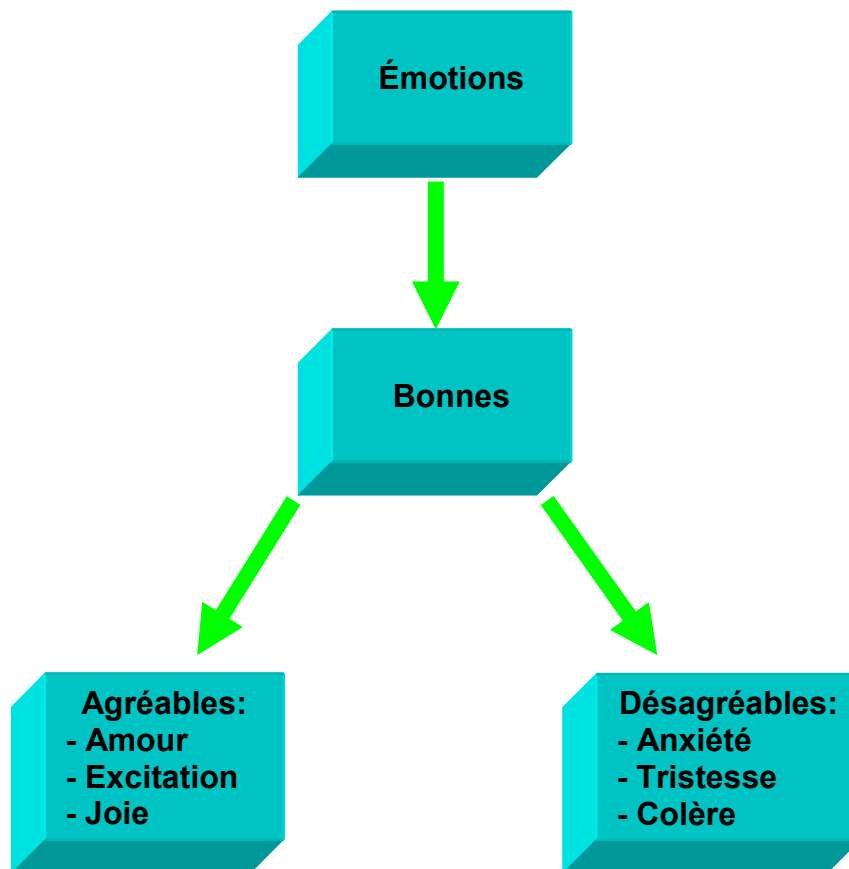 Émotions
Bonnes
Agréables:
- Amour
- Excitation
- Joie
Désagréables:
- Anxiété
- Tristesse
- Colère